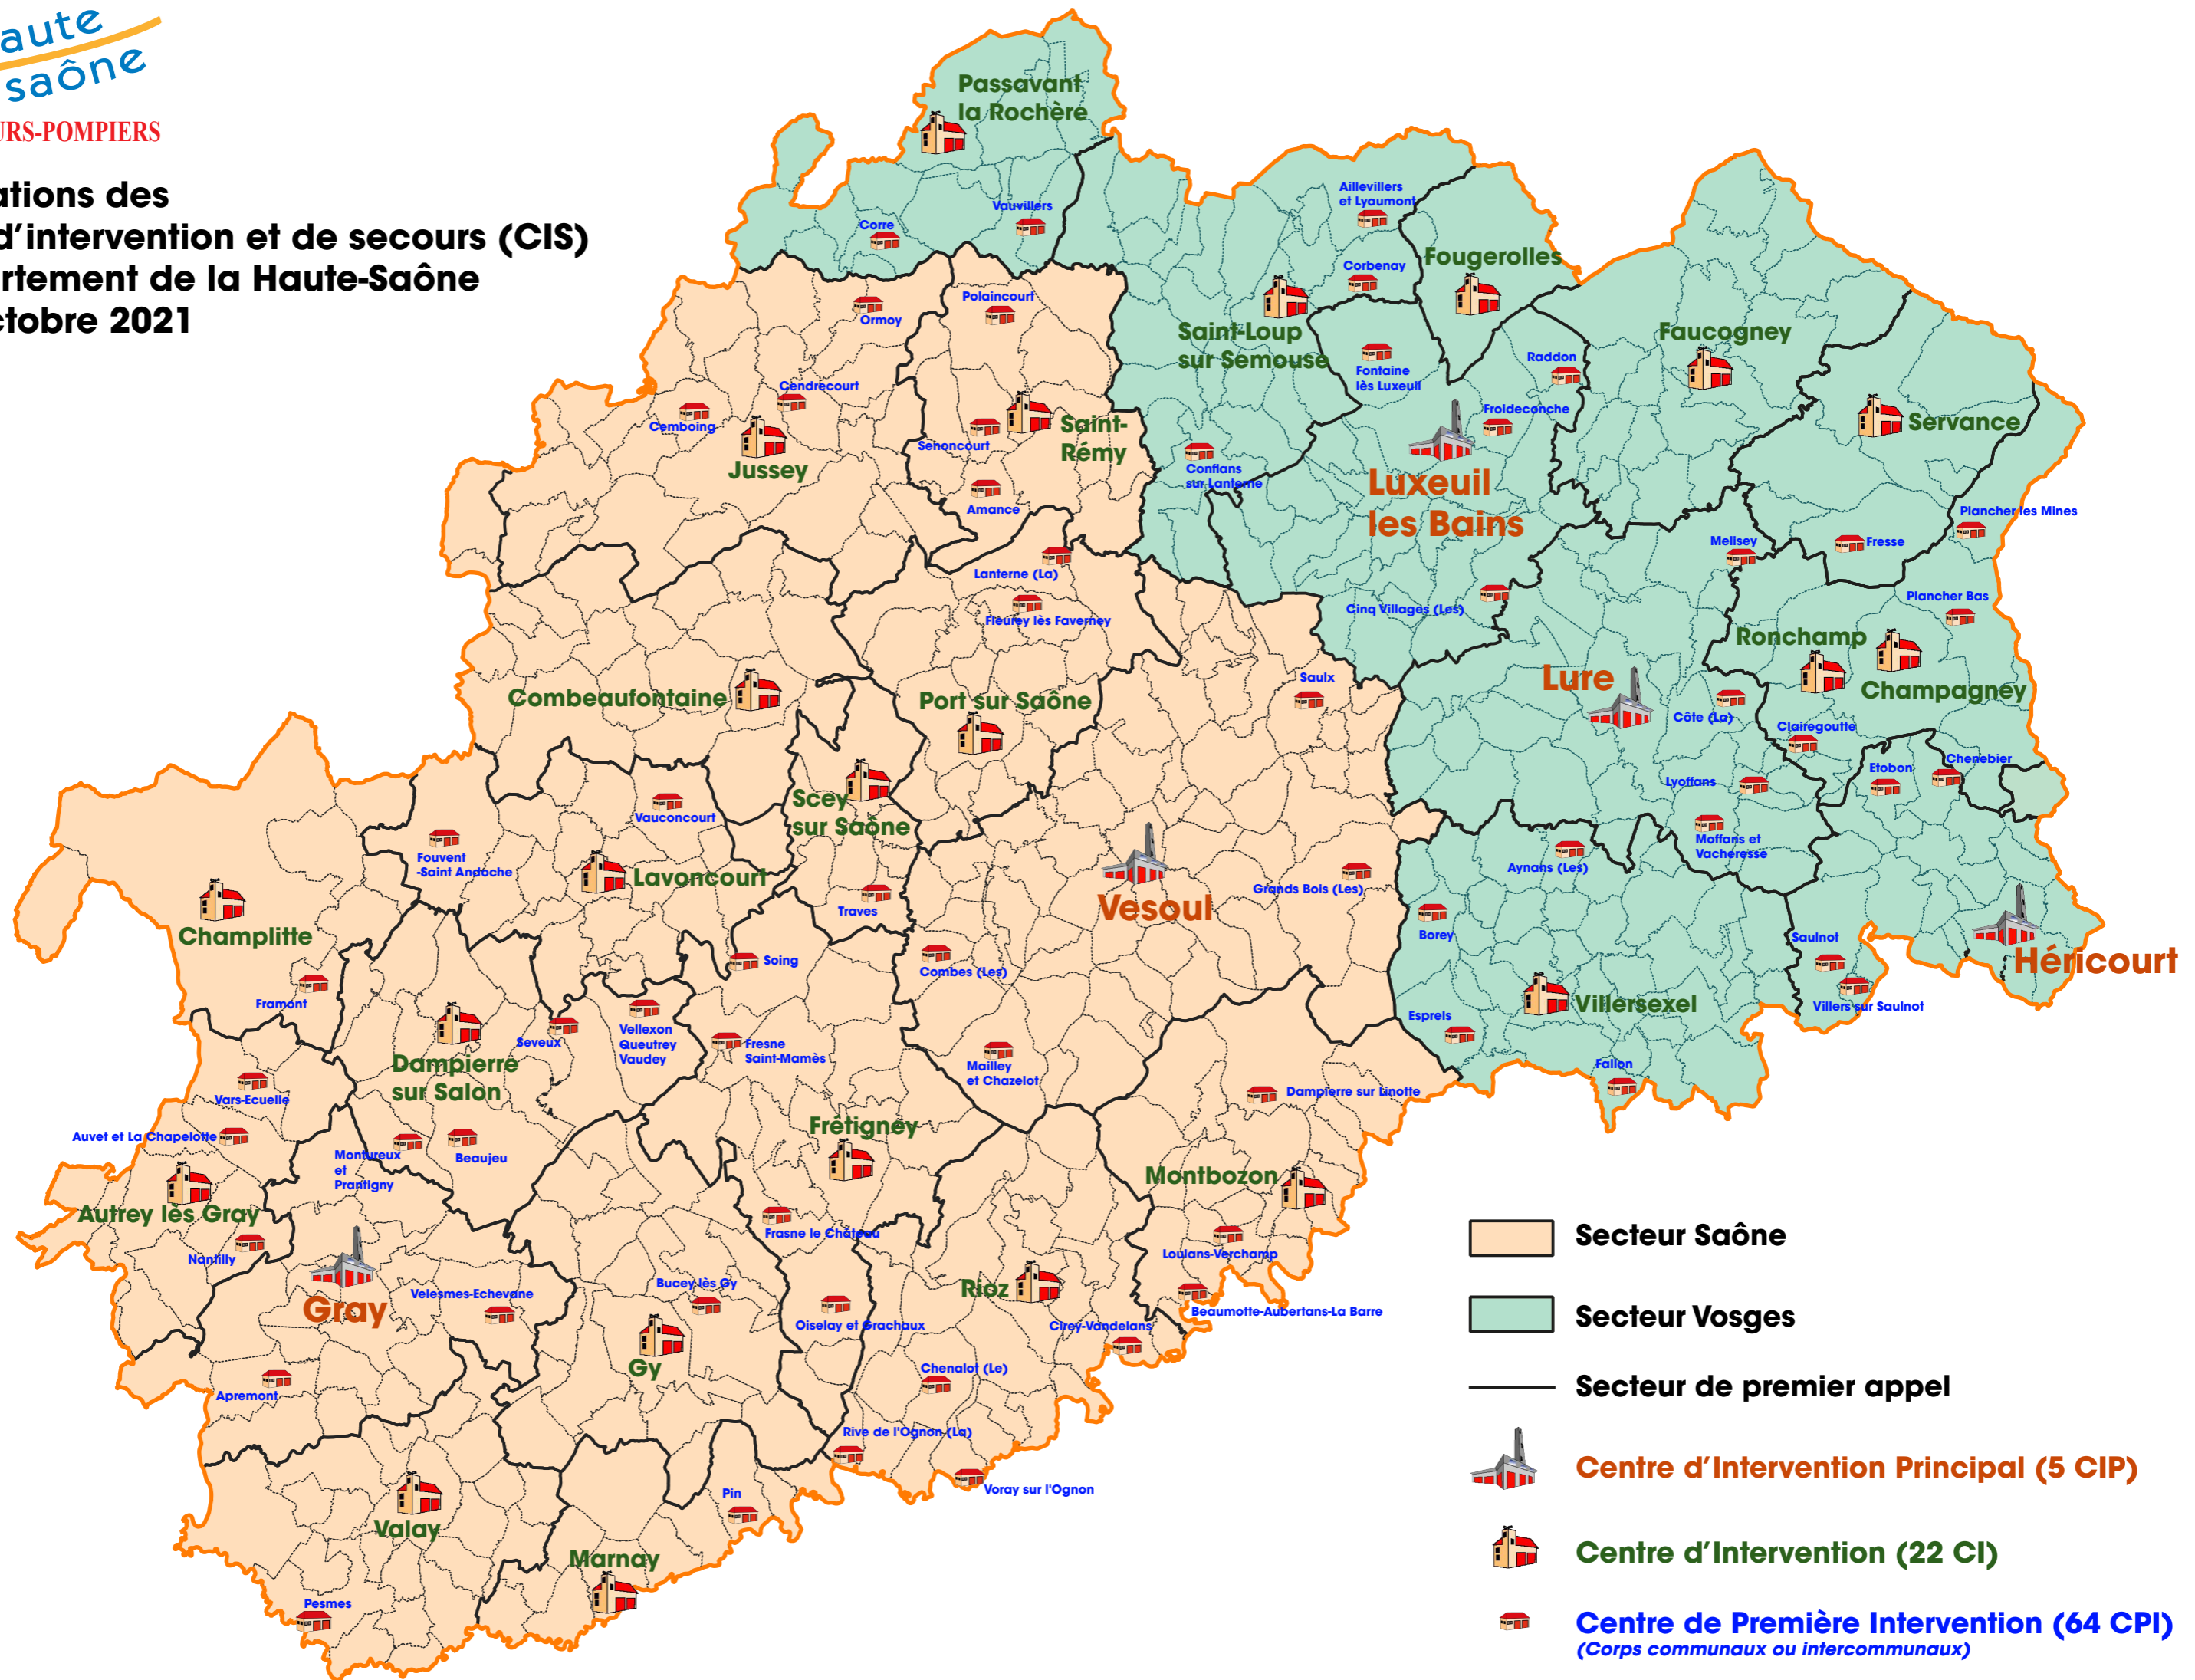 aute
saône
URS-POMPIERS
ations des
d'intervention et de secours (CIS)
rtement de la Haute-Saône
ctobre 2021
Passavant
la Rochère
Corre
Vauvillers
Aillevillers
et Lyaumont
Corbenay
Fougerolles
Saint-Loup
sur Semouse
Fontaine
lès Luxeuil
Raddon
Froideconche
Faucogney
Servance
Ormoy
Polaincourt
Cendrecourt
Cemboing
Jussey
Senoncourt
Saint-
Rémy
Amance
Conflans
sur Lanterne
Luxeuil
les Bains
Plancher les Mines
Melisey
Fresse
Lanterne (La)
Fleurey lès Faverney
Cinq Villages (Les)
Plancher Bas
Ronchamp
Champagney
Combeaufontaine
Port sur Saône
Saulx
Lure
Côte (La)
Clairegoutte
Etobon
Chenebier
Lyoffans
Moffans et
Vacheresse
Scey
sur Saône
Vauconcourt
Fouvent
-Saint Andoche
Lavoncourt
Traves
Vesoul
Grands Bois (Les)
Aynans (Les)
Borey
Champlitte
Framont
Soing
Combes (Les)
Saulnot
Héricourt
Villers sur Saulnot
Villersexel
Esprels
Fallon
Seveux
Vellexon
Queutrey
Vaudey
Fresne
Saint-Mamès
Mailley
et Chazelot
Dampierre
sur Salon
Dampierre sur Linotte
Vars-Ecuelle
Auvet et La Chapelotte
Montureux
et
Prantigny
Beaujeu
Frêtigney
Montbozon
Autrey lès Gray
Nantilly
Frasne le Château
Loulans-Verchamp
Gray
Velesmes-Echevane
Bucey lès Gy
Rioz
Oiselay et Grachaux
Cirey-Vandelans
Beaumotte-Aubertans-La Barre
Gy
Apremont
Chenalot (Le)
Rive de l'Ognon (La)
Voray sur l'Ognon
Pin
Valay
Marnay
Pesmes
Secteur Saône
Secteur Vosges
Secteur de premier appel
Centre d'Intervention Principal (5 CIP)
Centre d'Intervention (22 CI)
Centre de Première Intervention (64 CPI)
(Corps communaux ou intercommunaux)